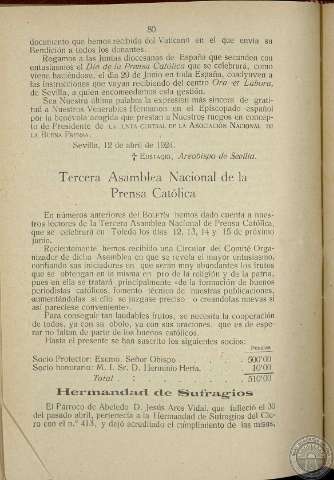 80
documento que hemos recibido del Vaticano en el que envía su
Bendición a todos los donantes.
Rogamos a las juntas diocesanas de España que secunden con
entusiasmos el Día de la Prensa Católica que se celebrará, como
viene haciéndose, el día 29 de Junio en toda España, coadyuven a
las instrucciones que vayan recibiendo del centro Ora et Labora,
de Sevilla, a quien encomendamos esta gestión.
Sea Nuestra última palabra la expresión más sincera de grati-
tud a Nuestros Venerables Hermanos en el Episcopado español
por la benévola acogida que prestan a Nuestros ruegos en concep-
to de Presidente de LA JUNTA CENTRAL DE LA ASOCIACIÓN NACIONAL DE
LA BUENA PRENSA.
Sevilla, 12 de abril de 1924.
† EUSTAQIO, Arzobispo de Sevilla.
Tercera Asamblea Nacional de la
Prensa Católica
En números anteriores del BOLETÍN hemos dado cuenta a nues-
tros lectores de la Tercera Asamblea Nacional de Prensa Católica,
que se celebrará en Toledo los días 12, 13, 14 y 15 de próximo
junio.
Recientemente hemos recibido una Circular del Comité Orga-
nizador de dicha Asamblea en que se revela el mayor entusiasmo,
confiando sus iniciadores en que serán muy abundantes los frutos
que se obtengan en la misma en pro de la religión y de la patria,
pues en ella se tratará principalmente «de la formación de buenos
periodistas católicos, fomento técnico de nuestras publicaciones,
aumentándolas si ello se juzgase preciso o creándolas nuevas si
así pareciese conveniente».
Para conseguir tan laudables frutos, se necesita la cooperación
de todos, ya con su óbolo, ya con sus oraciones, que es de espe-
rar no falten de parte de los buenos católicos.
Hasta el presente se han suscrito los siguientes socios:
Pesetas
Socio Protector: Excmo. Señor Obispo . . . 500'00
Socio honorario: M. I. Sr. D. Herminio Herta. . 10'00
Total . . . . 510'00
Hermandad de Sufragios
El Párroco de Abeledo D. Jesús Ares Vidal, que falleció el 30
del pasado abril, pertenecía a la Hermandad de Sufragios del Cle-
ro con el n.º 413, y dejó acreditado el cumplimiento de las misas,